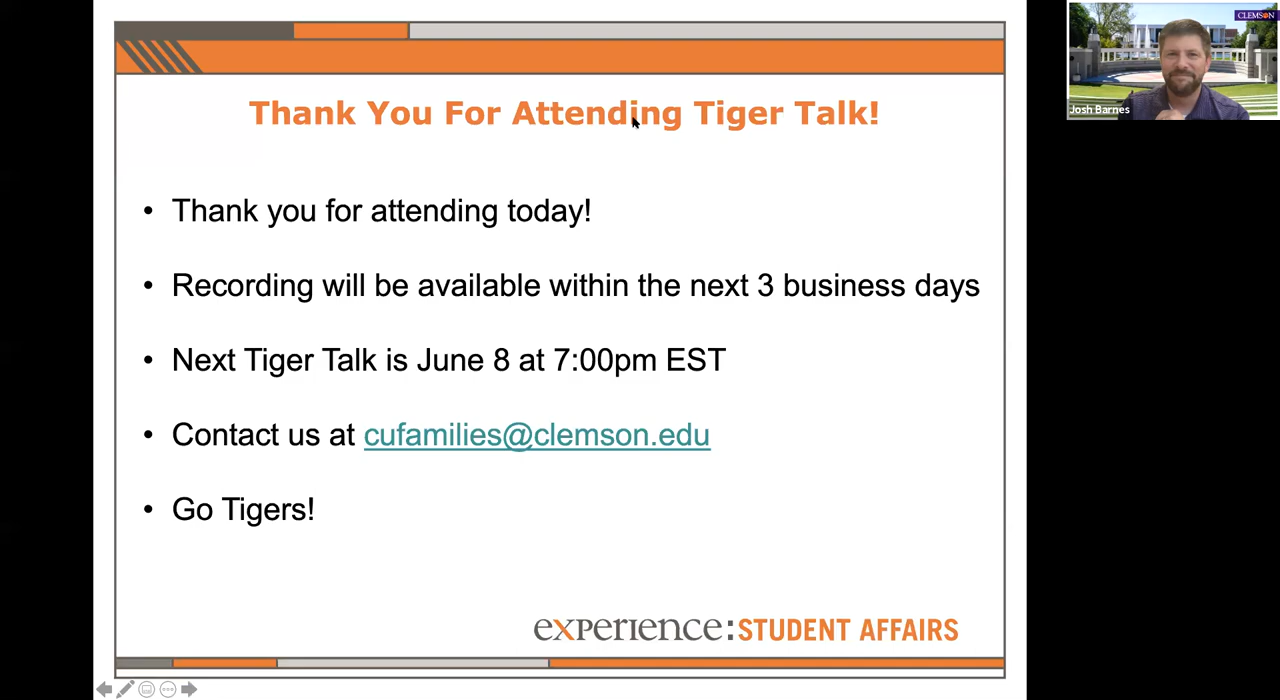 Thank You For Attending Tiger Talk!
• Thank you for attending today!
• Recording will be available within the next 3 business days
• Next Tiger Talk is June 8 at 7:00pm EST
• Contact us at cufamilies@clemson.edu
• Go Tigers!
experience:STUDENT AFFAIRS
CLEMSON
Josh Barnes